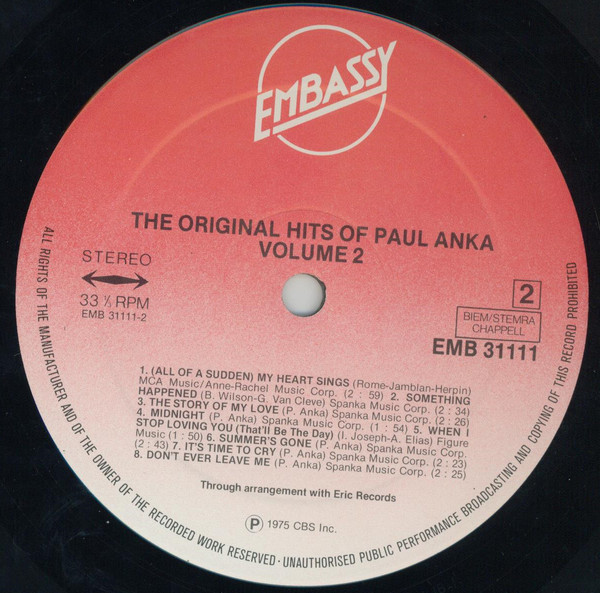 EMBASSY
THE ORIGINAL HITS OF PAUL ANKA
VOLUME 2
STEREO
33 ⅓ RPM
EMB 31111-2
2
BIEM/STEMRA
CHAPPELL
EMB 31111
1. (ALL OF A SUDDEN) MY HEART SINGS (Rome-Jamblan-Herpin)
MCA Music/Anne-Rachel Music Corp. (2 : 59) 2. SOMETHING
HAPPENED (B. Wilson-G. Van Cleve) Spanka Music Corp. (2 : 34)
3. THE STORY OF MY LOVE (P. Anka) Spanka Music Corp. (2 : 26)
4. MIDNIGHT (P. Anka) Spanka Music Corp. (1 : 54) 5. WHEN I
STOP LOVING YOU (That'll Be The Day) (I. Joseph-A. Elias) Figure
Music (1 : 50) 6. SUMMER'S GONE (P. Anka) Spanka Music Corp.
(2 : 43) 7. IT'S TIME TO CRY (P. Anka) Spanka Music Corp. (2 : 23)
8. DON'T EVER LEAVE ME (P. Anka) Spanka Music Corp. (2 : 25)
Through arrangement with Eric Records
Ⓟ 1975 CBS Inc.
ALL RIGHTS OF THE MANUFACTURER AND OF THE OWNER OF THE RECORDED WORK RESERVED · UNAUTHORISED PUBLIC PERFORMANCE BROADCASTING AND COPYING OF THIS RECORD PROHIBITED